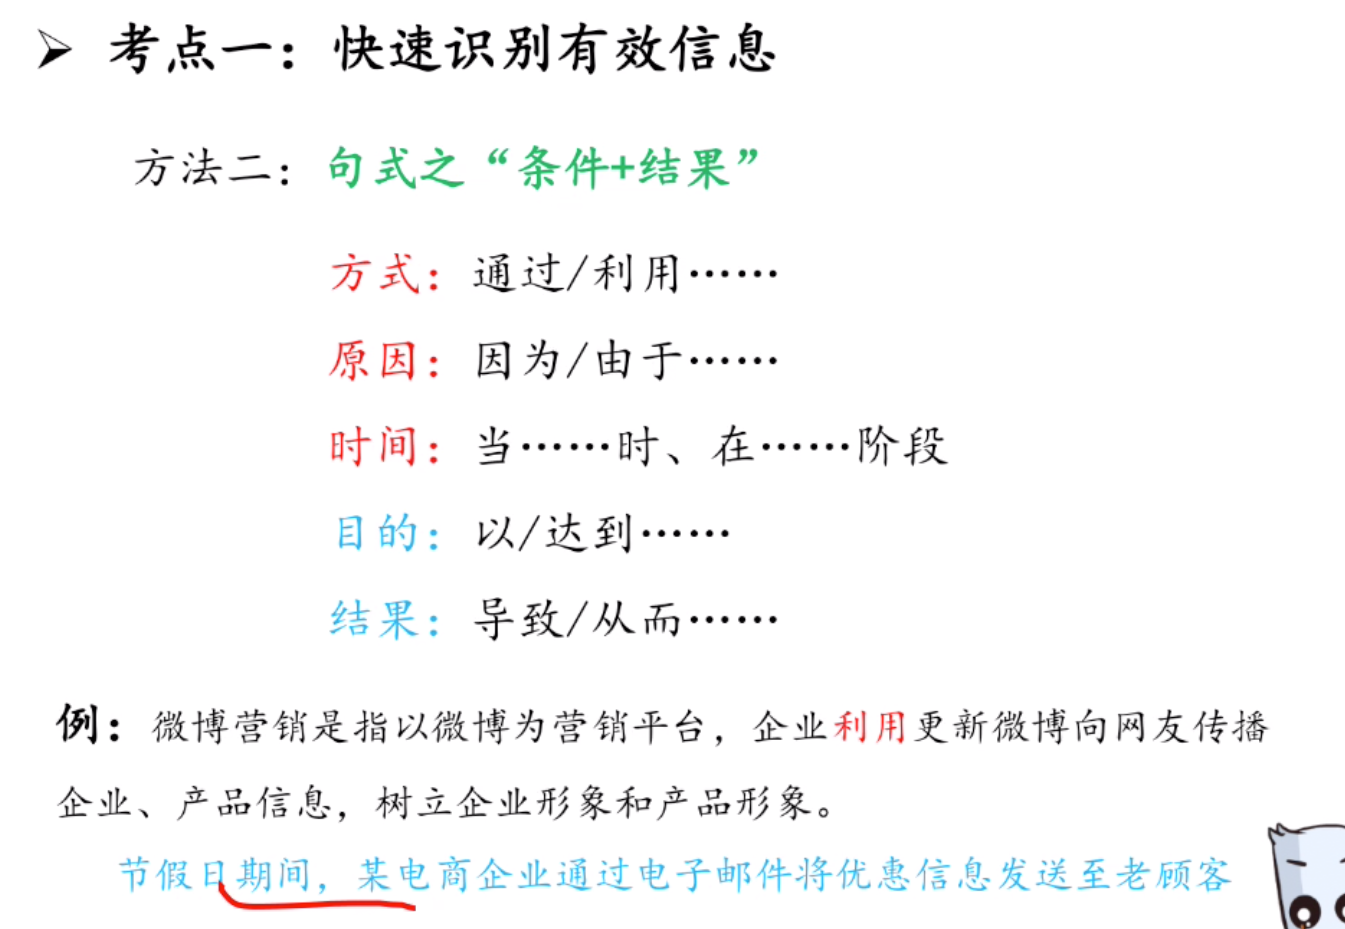 ➢ 考点一：快速识别有效信息
方法二：句式之“条件+结果”
方式：通过/利用……
原因：因为/由于……
时间：当……时、在……阶段
目的：以/达到……
结果：导致/从而……
例：微博营销是指以微博为营销平台，企业利用更新微博向网友传播
企业、产品信息，树立企业形象和产品形象。
节假日期间，某电商企业通过电子邮件将优惠信息发送至老顾客